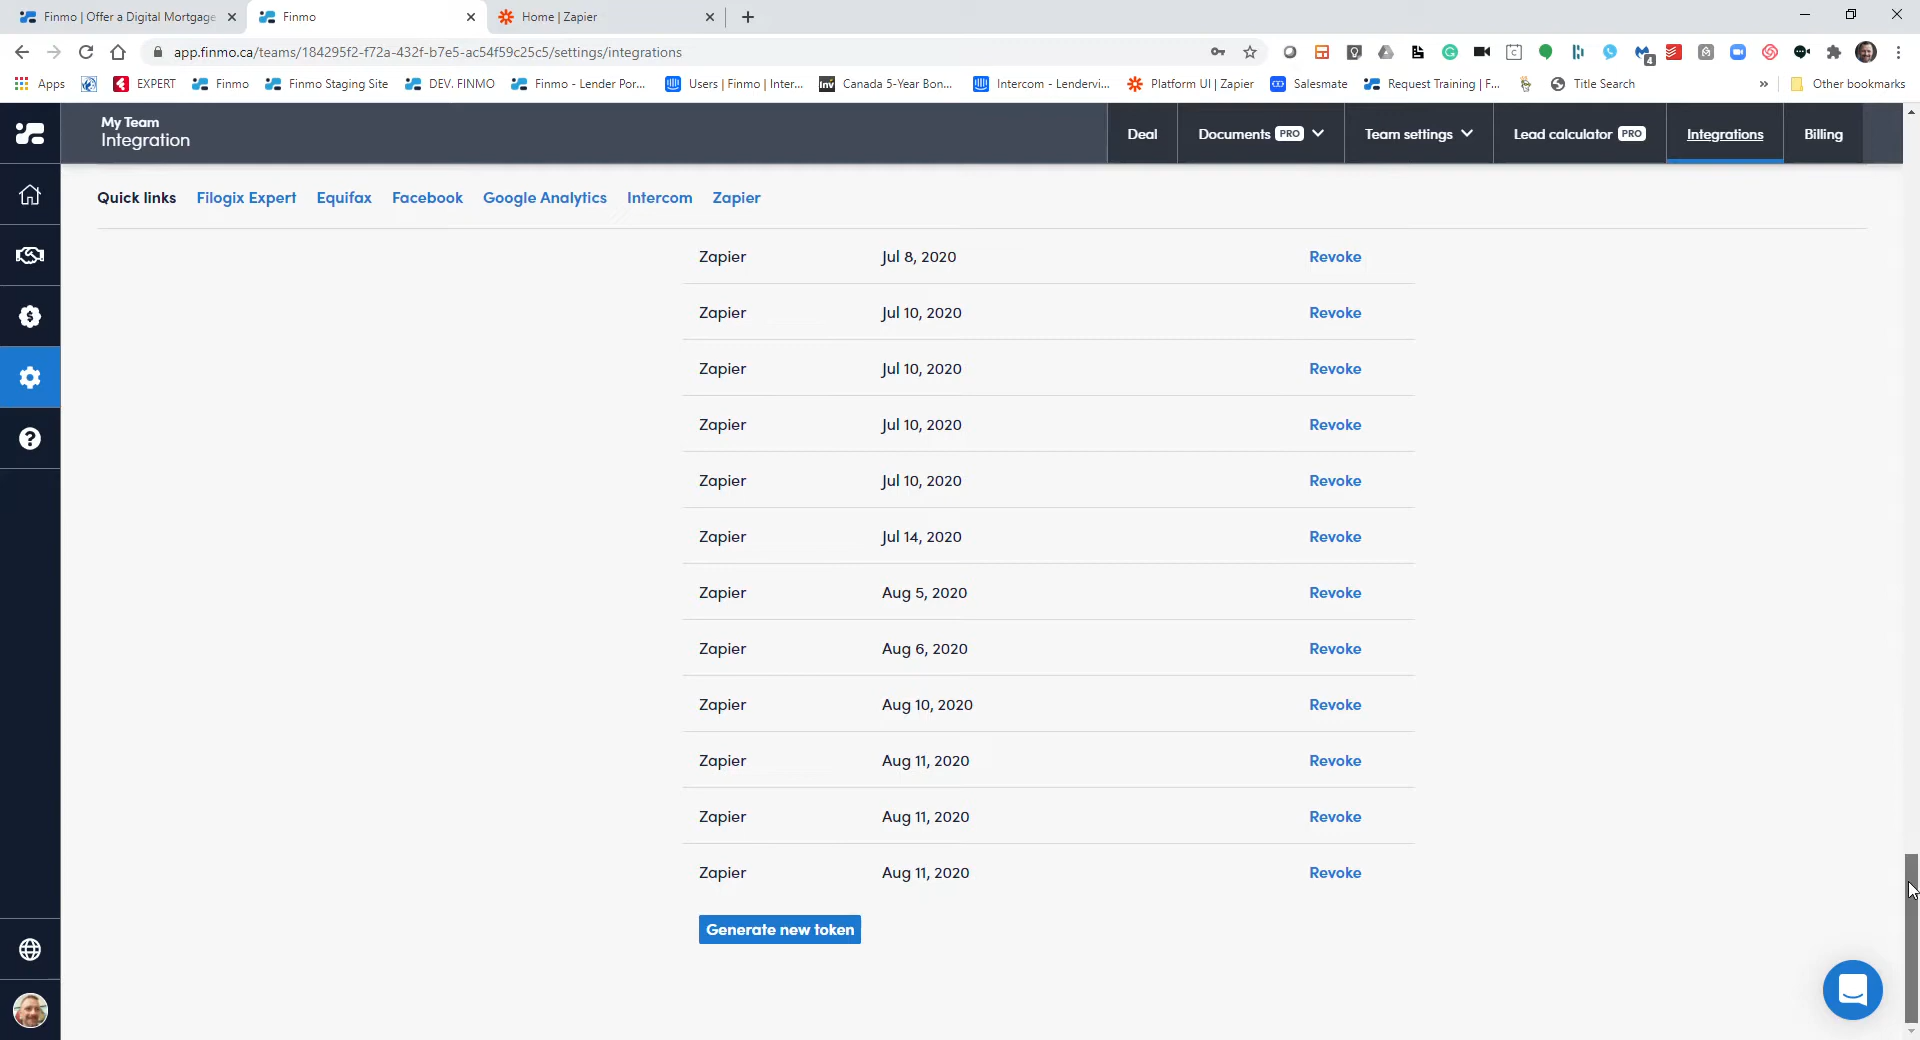 Finmo | Offer a Digital Mortgage
Finmo
Home | Zapier
app.finmo.ca/teams/184295f2-f72a-432f-b7e5-ac54f59c25c5/settings/integrations
4
Apps
EXPERT
Finmo
Finmo Staging Site
DEV. FINMO
Finmo - Lender Por...
Users | Finmo | Inter...
inv
Canada 5-Year Bon...
Intercom - Lendervi...
Platform UI | Zapier
Salesmate
Request Training | F...
Title Search
»
Other bookmarks
My Team
Integration
Deal
Documents PRO
Team settings
Lead calculator PRO
Integrations
Billing
Quick links Filogix Expert Equifax Facebook Google Analytics Intercom Zapier
Zapier Jul 8, 2020 Revoke
Zapier Jul 10, 2020 Revoke
Zapier Jul 10, 2020 Revoke
Zapier Jul 10, 2020 Revoke
Zapier Jul 10, 2020 Revoke
Zapier Jul 14, 2020 Revoke
Zapier Aug 5, 2020 Revoke
Zapier Aug 6, 2020 Revoke
Zapier Aug 10, 2020 Revoke
Zapier Aug 11, 2020 Revoke
Zapier Aug 11, 2020 Revoke
Zapier Aug 11, 2020 Revoke
Generate new token